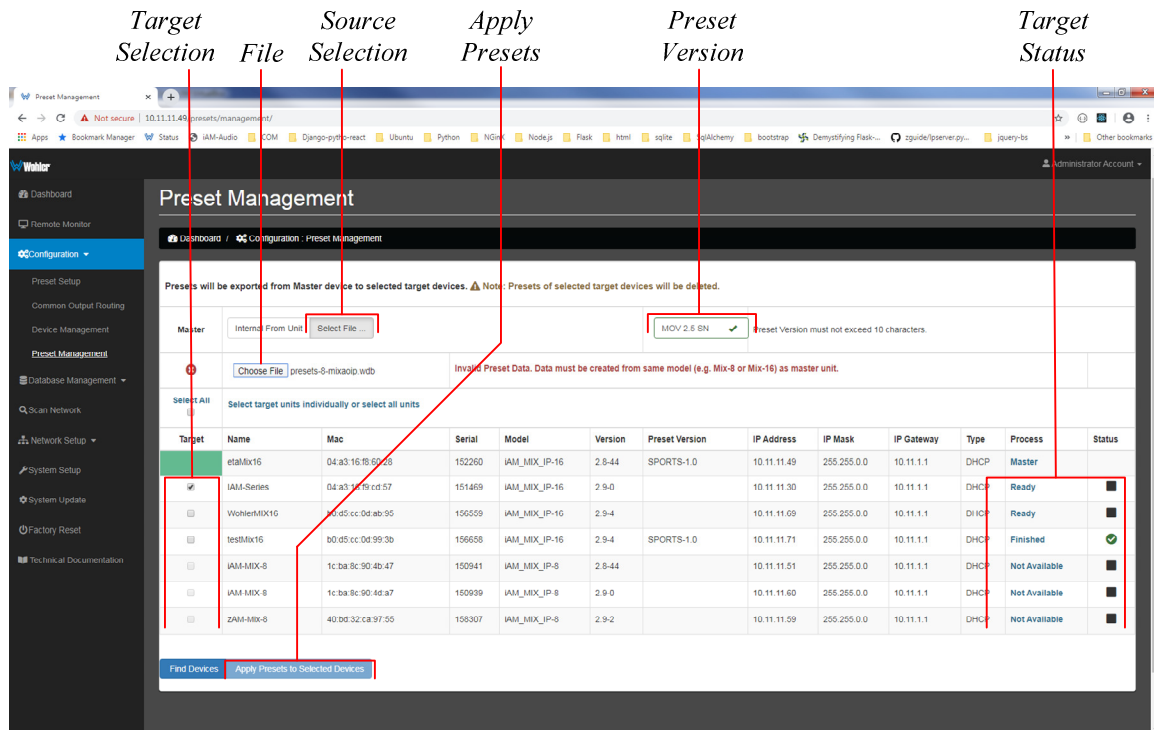 Target Selection
File
Source Selection
Apply Presets
Preset Version
Target Status
Preset Management
Not secure | 10.11.11.49/presets/management/
Apps Bookmark Manager Status iAM-Audio COM Django-pytho-react Ubuntu Python NGinX Node.js Flask html sqlite SqlAlchemy bootstrap Demystifying Flask-... zguide/lpserver.py... jquery-bs » Other bookmarks
Wohler
Administrator Account
Dashboard
Remote Monitor
Configuration
Preset Setup
Common Output Routing
Device Management
Preset Management
Database Management
Scan Network
Network Setup
System Setup
System Update
Factory Reset
Technical Documentation
Preset Management
Dashboard / Configuration : Preset Management
Presets will be exported from Master device to selected target devices. Note: Presets of selected target devices will be deleted.
Master Internal From Unit Select File ... MOV 2.5 SN Preset Version must not exceed 10 characters.
Choose File presets-8-mixaoip.wdb Invalid Preset Data. Data must be created from same model (e.g. Mix-8 or Mix-16) as master unit.
Select All Select target units individually or select all units
Target Name Mac Serial Model Version Preset Version IP Address IP Mask IP Gateway Type Process Status
etaMix16 04:a3:16:f8:60:28 152260 iAM_MIX_IP-16 2.8-44 SPORTS-1.0 10.11.11.49 255.255.0.0 10.11.1.1 DHCP Master
IAM-Series 04:a3:16:f9:cd:57 151469 iAM_MIX_IP-16 2.9-0 10.11.11.30 255.255.0.0 10.11.1.1 DHCP Ready
WohlerMIX16 b0:d5:cc:0d:ab:95 156559 iAM_MIX_IP-16 2.9-4 10.11.11.69 255.255.0.0 10.11.1.1 DHCP Ready
testMix16 b0:d5:cc:0d:99:3b 156658 iAM_MIX_IP-16 2.9-4 SPORTS-1.0 10.11.11.71 255.255.0.0 10.11.1.1 DHCP Finished
iAM-MIX-8 1c:ba:8c:90:4b:47 150941 iAM_MIX_IP-8 2.8-44 10.11.11.51 255.255.0.0 10.11.1.1 DHCP Not Available
iAM-MIX-8 1c:ba:8c:90:4d:a7 150939 iAM_MIX_IP-8 2.9-0 10.11.11.60 255.255.0.0 10.11.1.1 DHCP Not Available
zAM-Mix-8 40:bd:32:ca:97:55 158307 iAM_MIX_IP-8 2.9-2 10.11.11.59 255.255.0.0 10.11.1.1 DHCP Not Available
Find Devices Apply Presets to Selected Devices